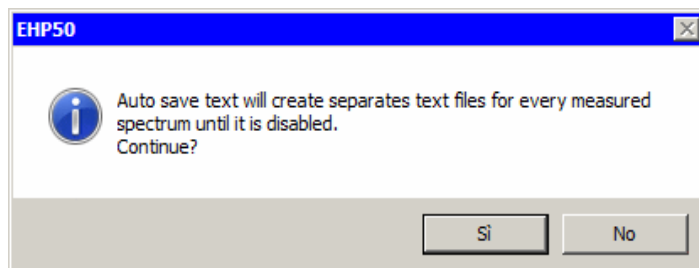 EHP50
Auto save text will create separates text files for every measured
spectrum until it is disabled.
Continue?
Sì
No